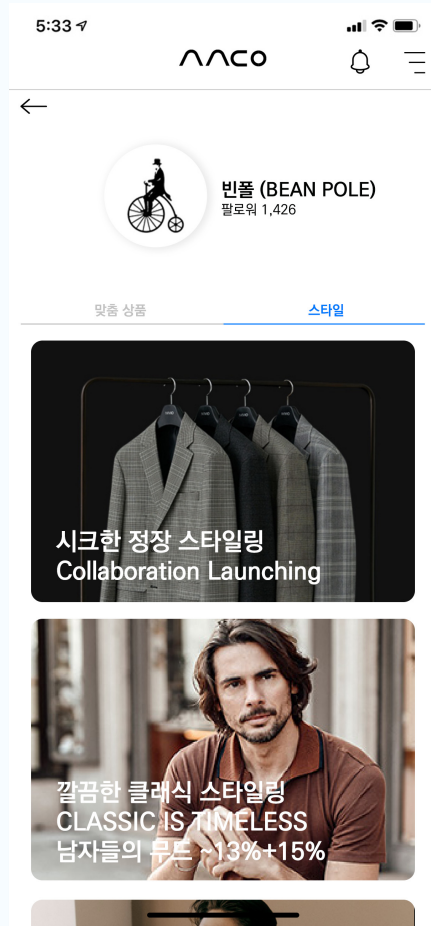 5:33
ᐱᐱCO
빈폴 (BEAN POLE)
팔로워 1,426
맞춤 상품
스타일
시크한 정장 스타일링
Collaboration Launching
깔끔한 클래식 스타일링
CLASSIC IS TIMELESS
남자들의 무드 ~13%+15%